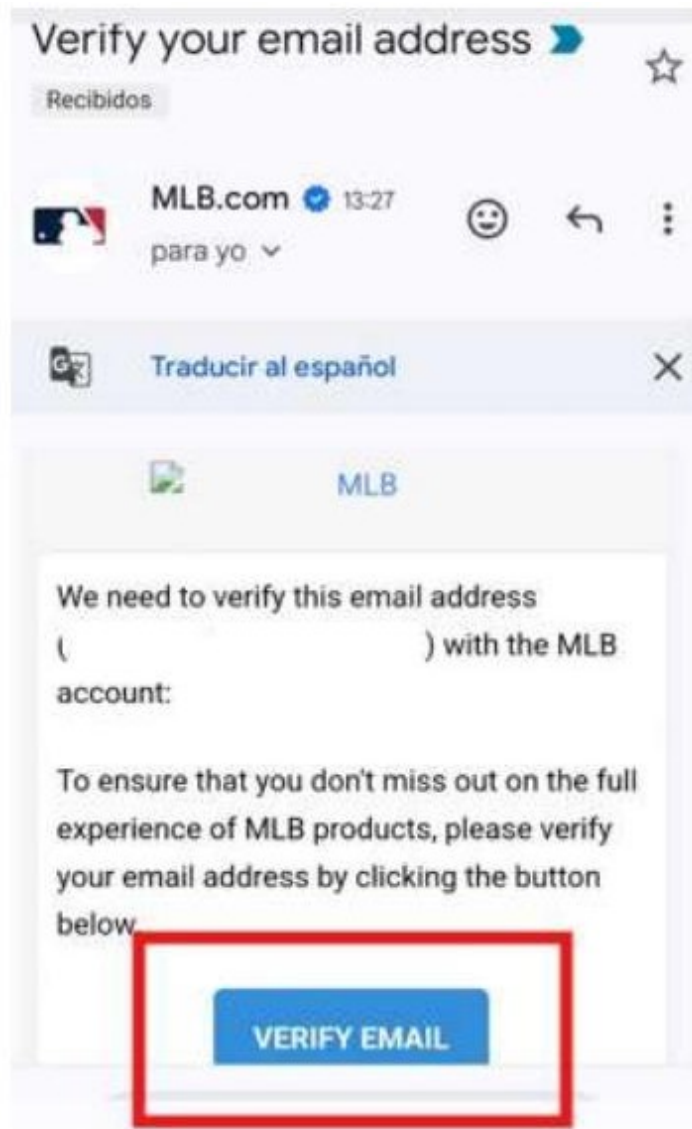 Verify your email address
Recibidos
MLB.com 13:27
para yo
Traducir al español
MLB
We need to verify this email address
( ) with the MLB
account:
To ensure that you don't miss out on the full
experience of MLB products, please verify
your email address by clicking the button
below.
VERIFY EMAIL